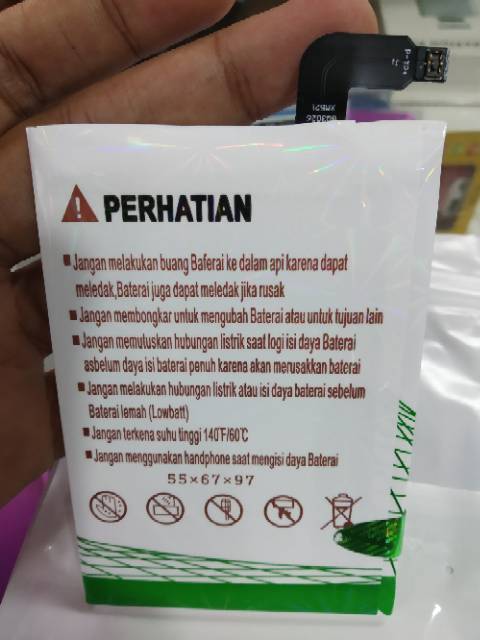 PERHATIAN
Jangan melakukan buang Baferai ke dalam api karena dapat
meledak,Baterai juga dapat meledak jika rusak
Jangan membongkar untuk mengubah Baterai atau untuk tujuan lain
Jangan memutuskan hubungan listrik saat logi isi daya Baterai
asbelum daya isi baterai penuh karena akan merusakkan baterai
Jangan melakukan hubungan listrik atau isi daya baterai sebelum
Baterai lemah (Lowbatt)
Jangan terkena suhu tinggi 140℉/60℃
Jangan menggunakan handphone saat mengisi daya Baterai
55×67×97